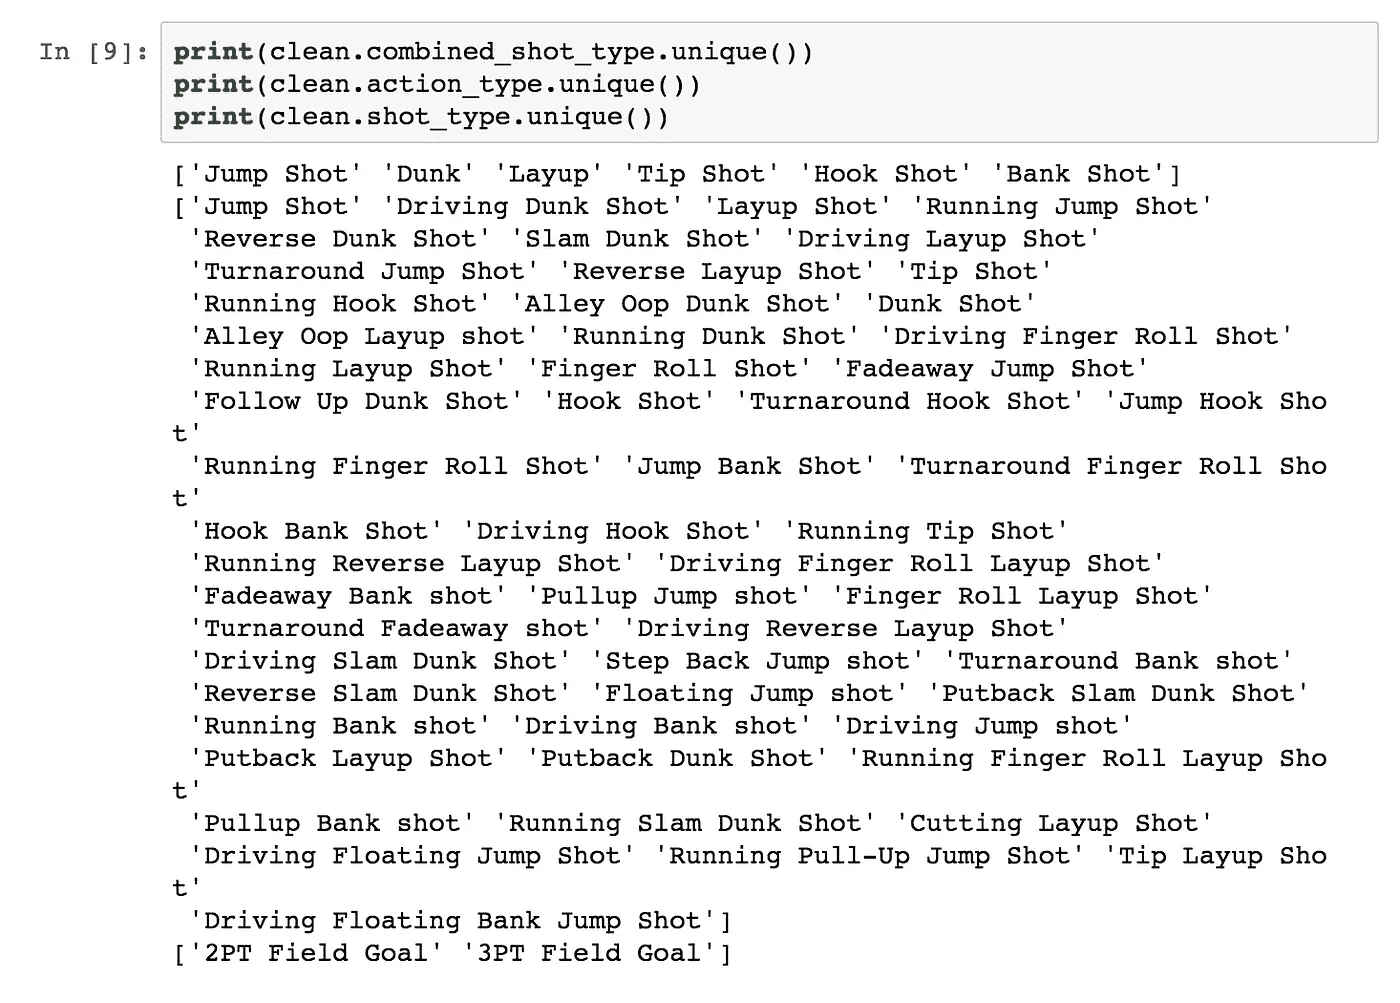 In [9]: print(clean.combined_shot_type.unique())
print(clean.action_type.unique())
print(clean.shot_type.unique())
['Jump Shot' 'Dunk' 'Layup' 'Tip Shot' 'Hook Shot' 'Bank Shot']
['Jump Shot' 'Driving Dunk Shot' 'Layup Shot' 'Running Jump Shot'
'Reverse Dunk Shot' 'Slam Dunk Shot' 'Driving Layup Shot'
'Turnaround Jump Shot' 'Reverse Layup Shot' 'Tip Shot'
'Running Hook Shot' 'Alley Oop Dunk Shot' 'Dunk Shot'
'Alley Oop Layup shot' 'Running Dunk Shot' 'Driving Finger Roll Shot'
'Running Layup Shot' 'Finger Roll Shot' 'Fadeaway Jump Shot'
'Follow Up Dunk Shot' 'Hook Shot' 'Turnaround Hook Shot' 'Jump Hook Sho
t'
'Running Finger Roll Shot' 'Jump Bank Shot' 'Turnaround Finger Roll Sho
t'
'Hook Bank Shot' 'Driving Hook Shot' 'Running Tip Shot'
'Running Reverse Layup Shot' 'Driving Finger Roll Layup Shot'
'Fadeaway Bank shot' 'Pullup Jump shot' 'Finger Roll Layup Shot'
'Turnaround Fadeaway shot' 'Driving Reverse Layup Shot'
'Driving Slam Dunk Shot' 'Step Back Jump shot' 'Turnaround Bank shot'
'Reverse Slam Dunk Shot' 'Floating Jump shot' 'Putback Slam Dunk Shot'
'Running Bank shot' 'Driving Bank shot' 'Driving Jump shot'
'Putback Layup Shot' 'Putback Dunk Shot' 'Running Finger Roll Layup Sho
t'
'Pullup Bank shot' 'Running Slam Dunk Shot' 'Cutting Layup Shot'
'Driving Floating Jump Shot' 'Running Pull-Up Jump Shot' 'Tip Layup Sho
t'
'Driving Floating Bank Jump Shot']
['2PT Field Goal' '3PT Field Goal']